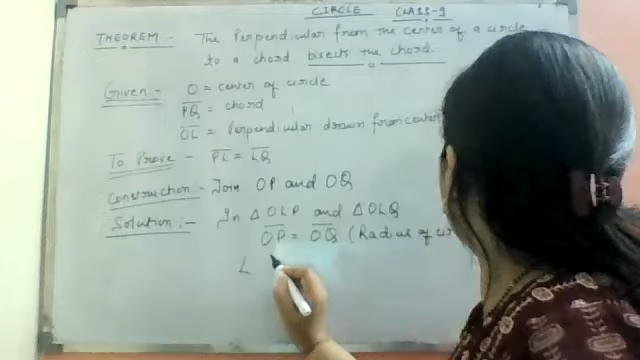 CIRCLE CLASS-9
THEOREM - The Perpendicular from the center of a circle
to a chord bisects the chord.
Given :- O = center of circle
PQ = chord
OL = Perpendicular drawn from center
To Prove - PL = LQ
Construction - Join OP and OQ
Solution :- In △OLP and △OLQ
OP = OQ (Radius of
∠